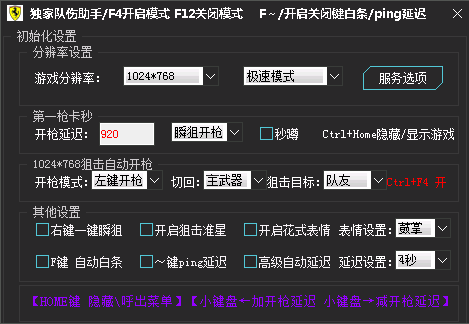 独家队伤助手/F4开启模式 F12关闭模式 F~/开启关闭键白条/ping延迟
初始化设置
分辨率设置
游戏分辨率： 1024*768 极速模式 服务选项
第一枪卡秒
开枪延迟： 920 瞬狙开枪 秒蹲 Ctrl+Home隐藏/显示游戏
1024*768狙击自动开枪
开枪模式： 左键开枪 切回： 主武器 狙击目标： 队友 Ctrl+F4 开
其他设置
右键一键瞬狙 开启狙击准星 开启花式表情 表情设置： 鼓掌
F键 自动白条 ～键ping延迟 高级自动延迟 延迟设置： 4秒
【HOME键 隐藏\呼出菜单】【小键盘←加开枪延迟 小键盘→减开枪延迟】